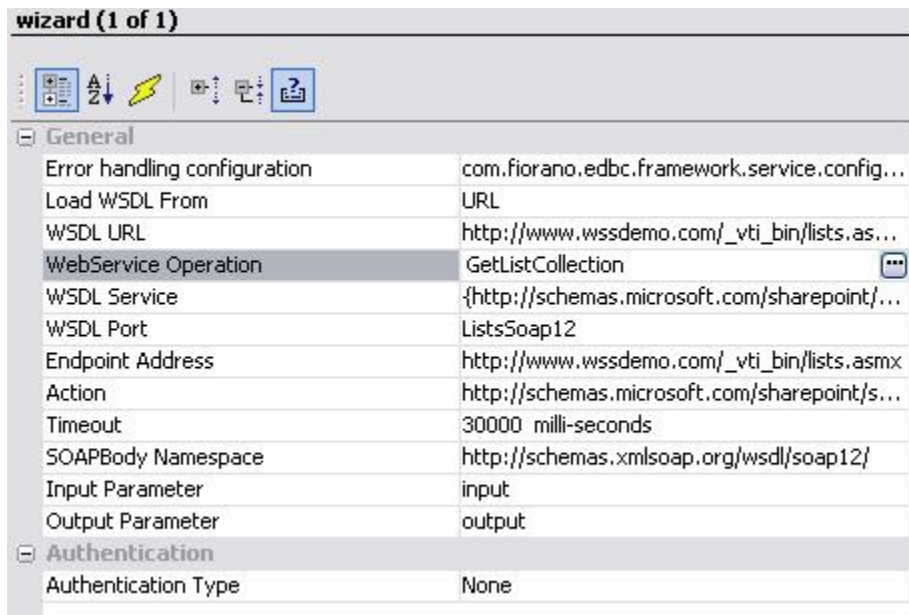 wizard (1 of 1)
General
Error handling configuration com.fiorano.edbc.framework.service.config...
Load WSDL From URL
WSDL URL http://www.wssdemo.com/_vti_bin/lists.as...
WebService Operation GetListCollection
WSDL Service {http://schemas.microsoft.com/sharepoint/...
WSDL Port ListsSoap12
Endpoint Address http://www.wssdemo.com/_vti_bin/lists.asmx
Action http://schemas.microsoft.com/sharepoint/s...
Timeout 30000 milli-seconds
SOAPBody Namespace http://schemas.xmlsoap.org/wsdl/soap12/
Input Parameter input
Output Parameter output
Authentication
Authentication Type None